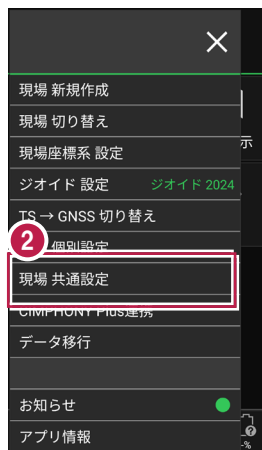 現場 新規作成
現場 切り替え
現場座標系 設定
ジオイド 設定 ジオイド 2024
TS → GNSS 切り替え
2
個別設定
現場 共通設定
CIMPHONY Plus連携
データ移行
お知らせ
アプリ情報
示
-%